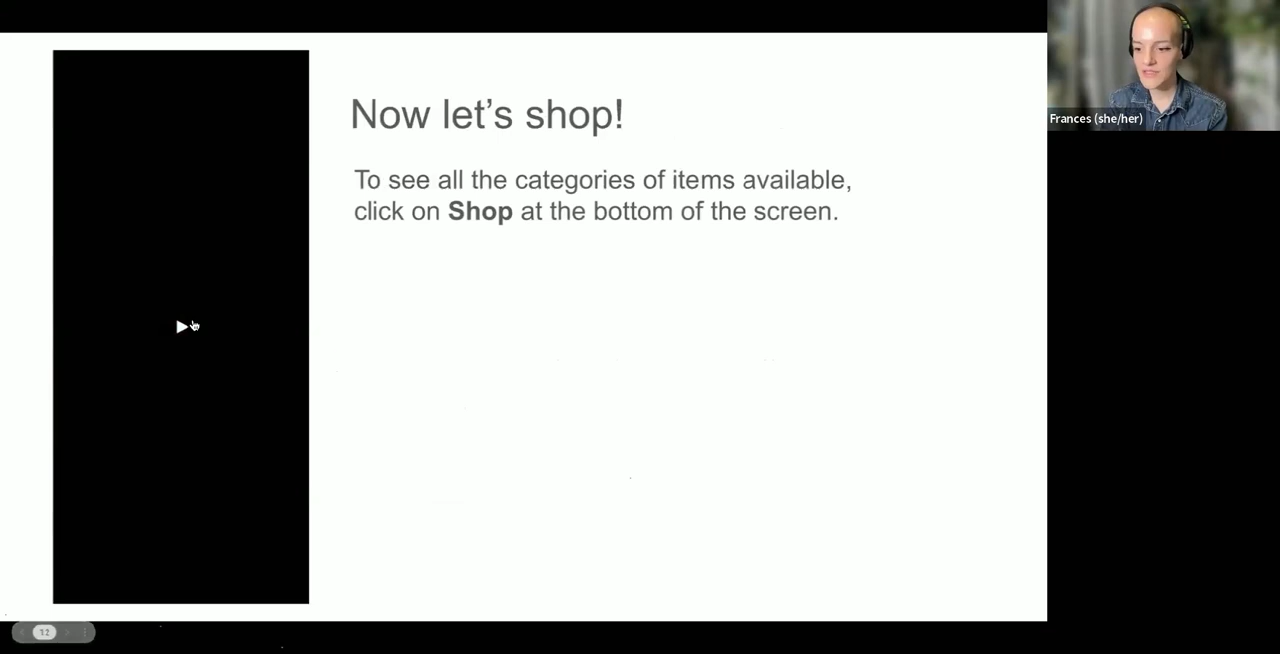 Now let’s shop!
To see all the categories of items available,
click on Shop at the bottom of the screen.
Frances (she/her)
12